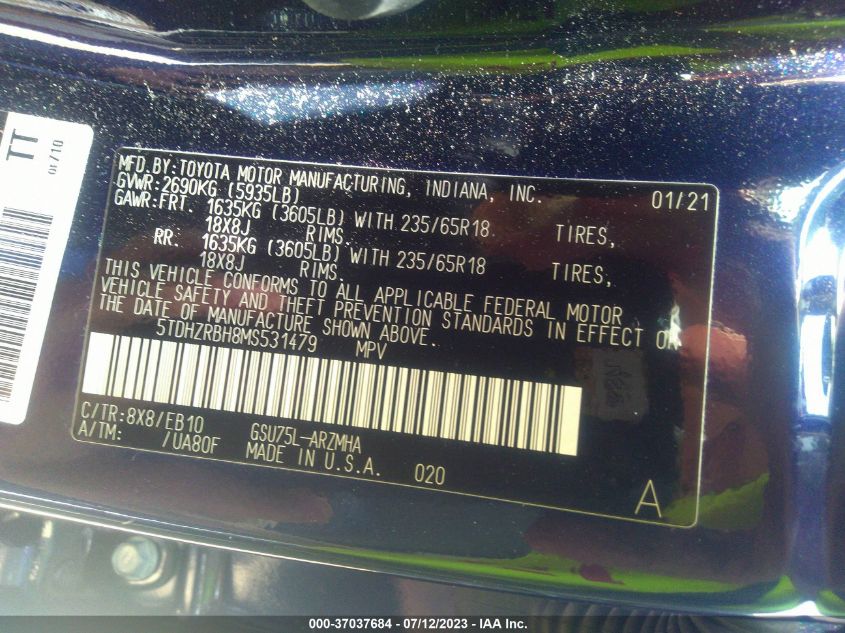 TT
01/10
MFD.BY:TOYOTA MOTOR MANUFACTURING, INDIANA, INC. 01/21
GVWR:2690KG (5935LB)
GAWR:FRT. 1635KG (3605LB) WITH 235/65R18. TIRES,
18X8J RIMS.
RR. 1635KG (3605LB) WITH 235/65R18 TIRES,
18X8J RIMS.
THIS VEHICLE CONFORMS TO ALL APPLICABLE FEDERAL MOTOR
VEHICLE SAFETY AND THEFT PREVENTION STANDARDS IN EFFECT ON
THE DATE OF MANUFACTURE SHOWN ABOVE.
5TDHZRBH8MS531479 MPV
C/TR:8X8/EB10 GSU75L-ARZMHA
A/TM: /UA80F MADE IN U.S.A. 020
A
000-37037684 - 07/12/2023 - IAA Inc.